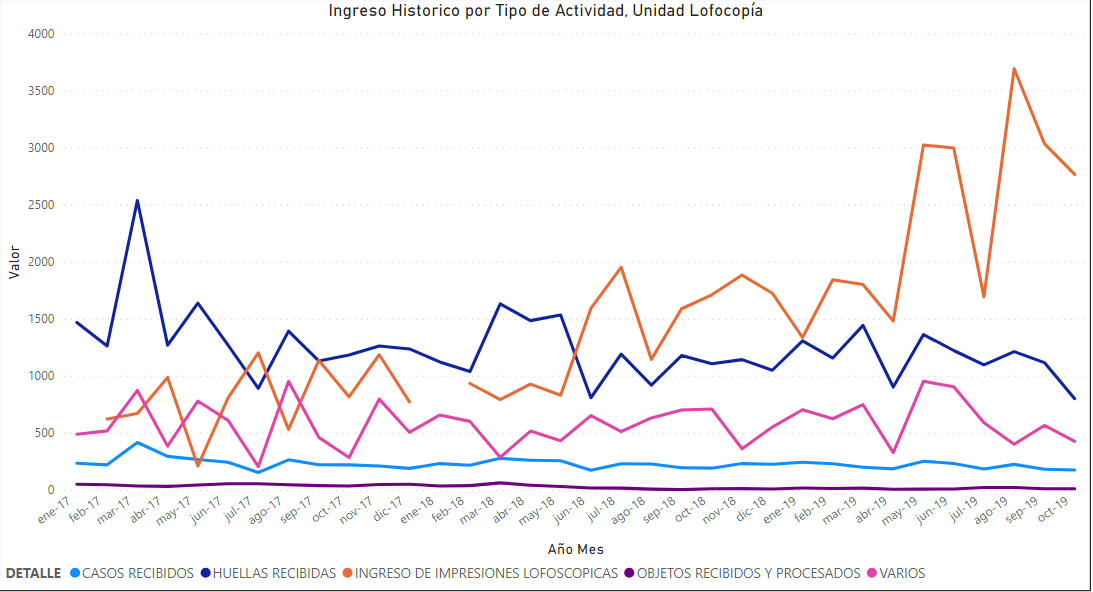 Ingreso Historico por Tipo de Actividad, Unidad Lofocopía
4000
3500
3000
2500
2000
1500
1000
500
0
Valor
ene-17 feb-17 mar-17 abr-17 may-17 jun-17 jul-17 ago-17 sep-17 oct-17 nov-17 dic-17 ene-18 feb-18 mar-18 abr-18 may-18 jun-18 jul-18 ago-18 sep-18 oct-18 nov-18 dic-18 ene-19 feb-19 mar-19 abr-19 may-19 jun-19 jul-19 ago-19 sep-19 oct-19
Año Mes
DETALLE CASOS RECIBIDOS HUELLAS RECIBIDAS INGRESO DE IMPRESIONES LOFOSCOPICAS OBJETOS RECIBIDOS Y PROCESADOS VARIOS